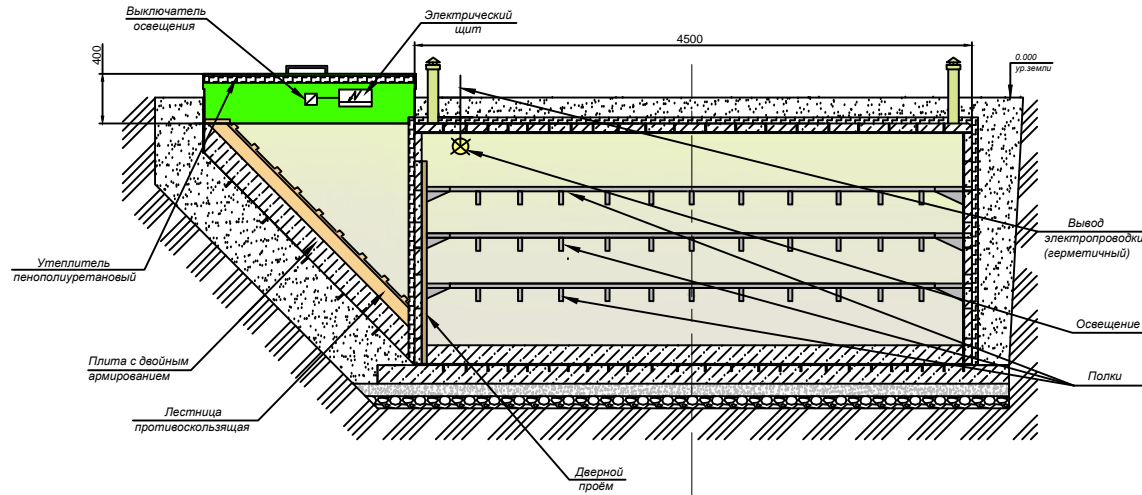 Выключатель
освещения
Электрический
щит
4500
400
0.000
ур.земли
Утеплитель
пенополиуретановый
Вывод
электропроводки
(герметичный)
Освещение
Плита с двойным
армированием
Полки
Лестница
противоскользящая
Дверной
проём